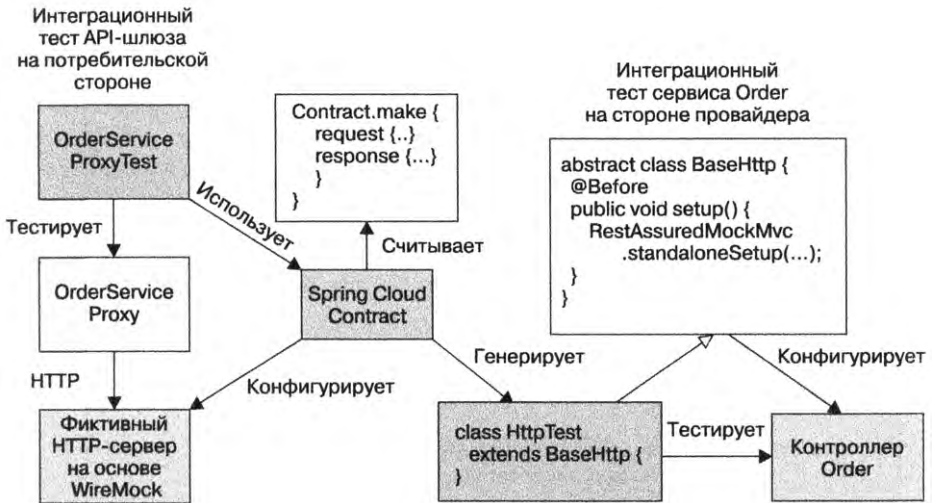 Интеграционный
тест API-шлюза
на потребительской
стороне
OrderService
ProxyTest
Тестирует
OrderService
Proxy
HTTP
Фиктивный
HTTP-сервер
на основе
WireMock
Использует
Contract.make {
request {..}
response {...}
}
}
Считывает
Spring Cloud
Contract
Конфигурирует
Генерирует
Интеграционный
тест сервиса Order
на стороне провайдера
abstract class BaseHttp {
@Before
public void setup() {
RestAssuredMockMvc
.standaloneSetup(...);
}
}
Конфигурирует
class HttpTest
extends BaseHttp {
}
Тестирует
Контроллер
Order